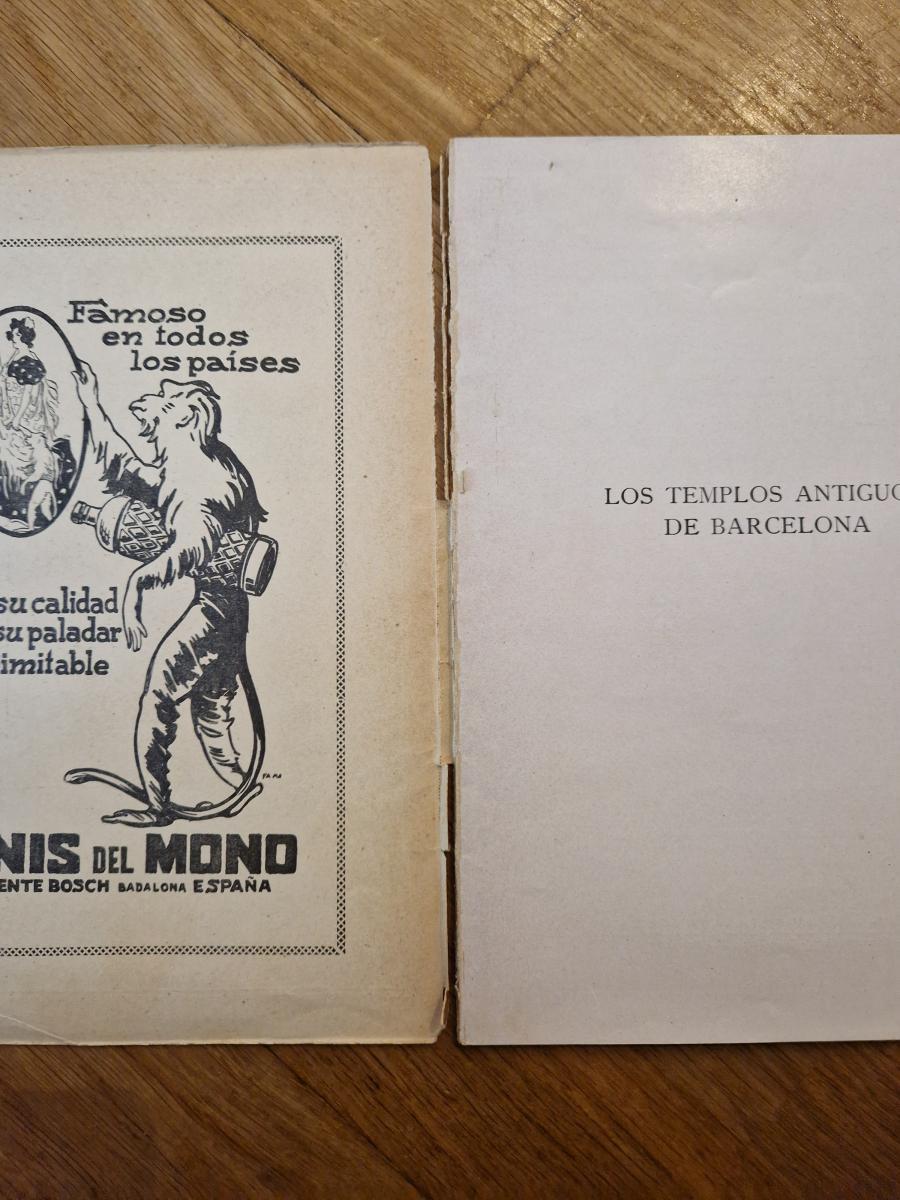 Famoso
en todos
los países
su calidad
su paladar
imitable
NIS DEL MONO
ENTE BOSCH BADALONA ESPAÑA
LOS TEMPLOS ANTIGUO
DE BARCELONA